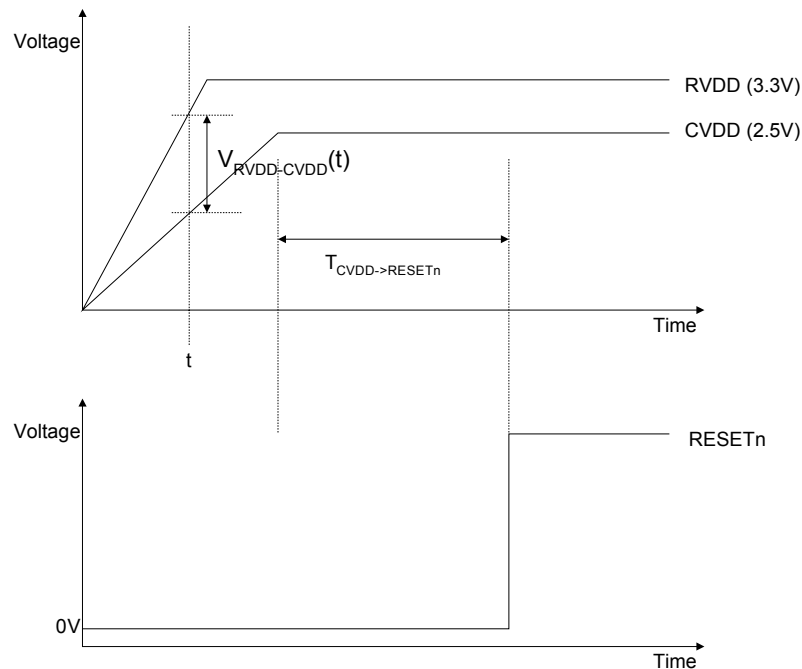 Voltage
RVDD (3.3V)
CVDD (2.5V)
VRVDD-CVDD(t)
TCVDD->RESETn
Time
t
Voltage
RESETn
0V
Time